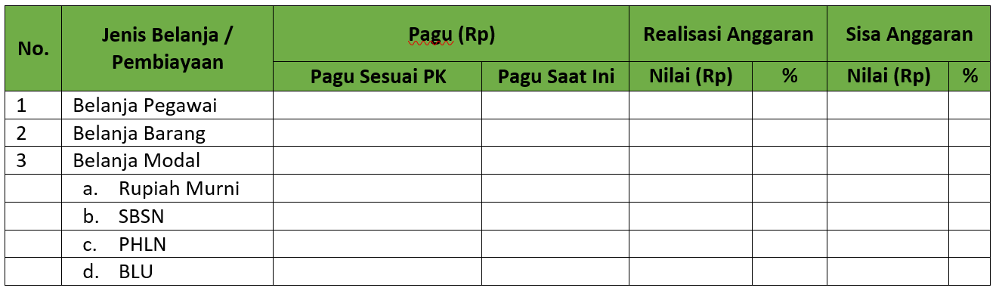 No.
Jenis Belanja /
Pembiayaan
Pagu (Rp)
Realisasi Anggaran
Sisa Anggaran
Pagu Sesuai PK
Pagu Saat Ini
Nilai (Rp)
%
Nilai (Rp)
%
1 Belanja Pegawai
2 Belanja Barang
3 Belanja Modal
a. Rupiah Murni
b. SBSN
c. PHLN
d. BLU